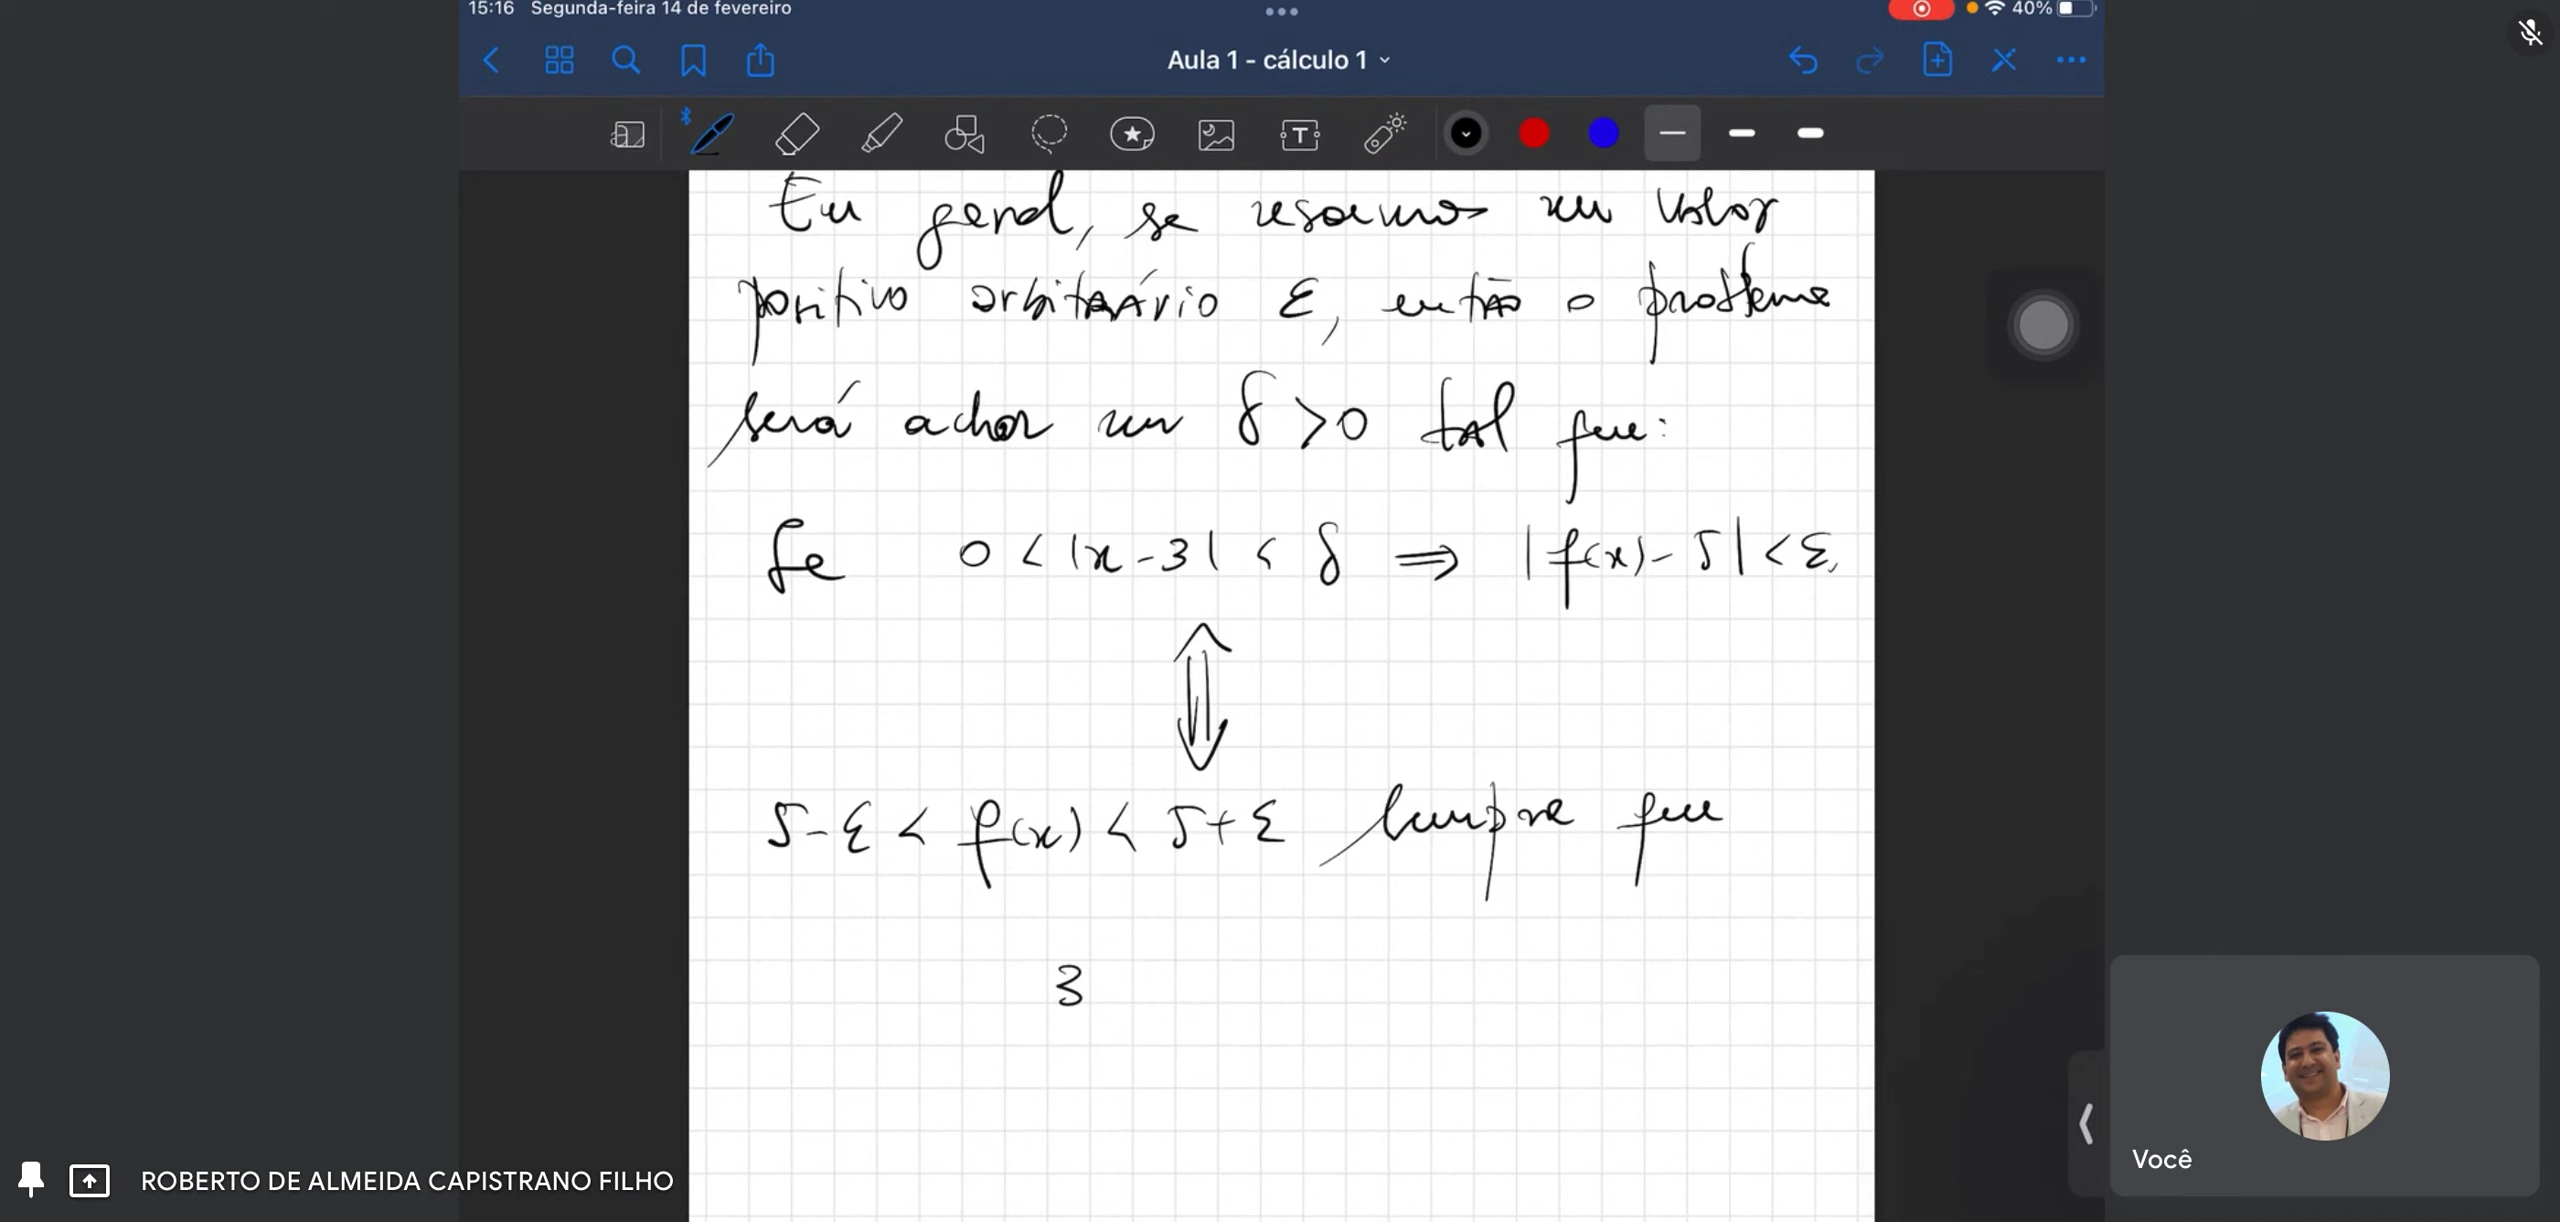 15:16 Segunda-feira 14 de fevereiro
40%
Aula 1 - cálculo 1
Em geral, se usarmos um valor
positivo arbitrário ε, então o problema
será achar um δ > 0 tal que:
Se 0 < |x - 3| < δ ⇒ |f(x) - 5| < ε,
⇕
5 - ε < f(x) < 5 + ε sempre que
3
Você
ROBERTO DE ALMEIDA CAPISTRANO FILHO